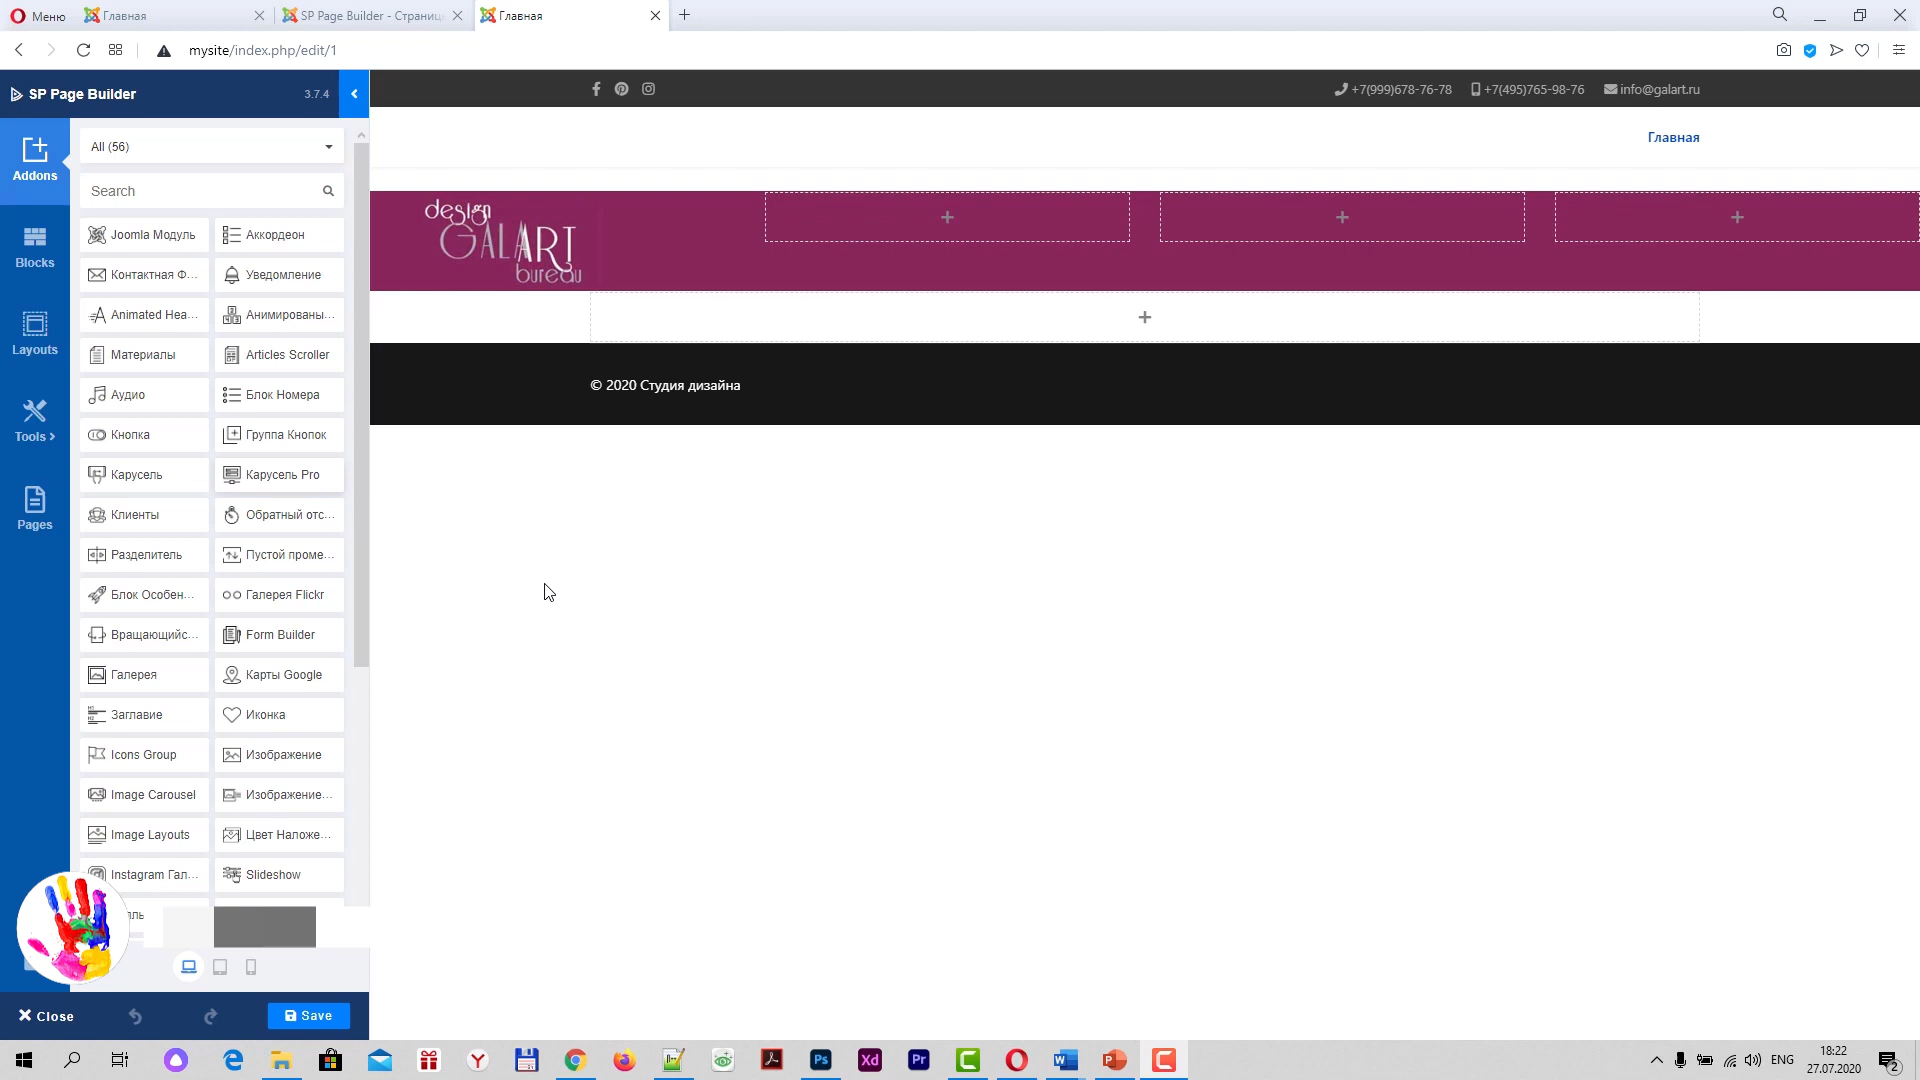 Меню
Главная
SP Page Builder - Страниц
Главная
mysite/index.php/edit/1
SP Page Builder
3.7.4
+7(999)678-76-78
+7(495)765-98-76
info@galart.ru
Главная
Addons
Blocks
Layouts
Tools
Pages
All (56)
Search
Joomla Модуль
Аккордеон
Контактная Ф...
Уведомление
Animated Hea...
Анимированы...
Материалы
Articles Scroller
Аудио
Блок Номера
Кнопка
Группа Кнопок
Карусель
Карусель Pro
Клиенты
Обратный отс...
Разделитель
Пустой проме...
Блок Особен...
Галерея Flickr
Вращающийс...
Form Builder
Галерея
Карты Google
Заглавие
Иконка
Icons Group
Изображение
Image Carousel
Изображение...
Image Layouts
Цвет Наложе...
Instagram Гал...
Slideshow
design
GALART
bureau
© 2020 Студия дизайна
Close
Save
Ps
Xd
Pr
ENG
18:22
27.07.2020
2